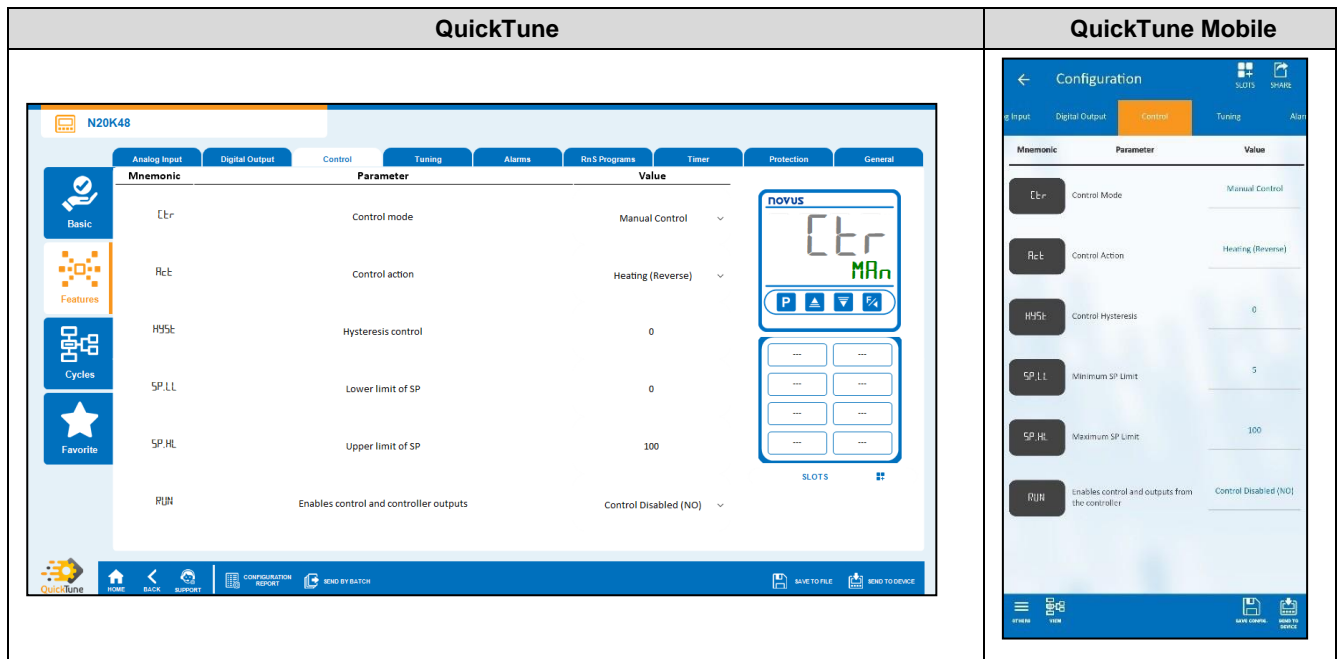 QuickTune
QuickTune Mobile
N20K48
Analog Input Digital Output Control Tuning Alarms RnS Programs Timer Protection General
Mnemonic Parameter Value
Basic
Features
Cycles
Favorite
Ctr Control mode Manual Control
Act Control action Heating (Reverse)
HYSt Hysteresis control 0
SP.LL Lower limit of SP 0
SP.HL Upper limit of SP 100
RUN Enables control and controller outputs Control Disabled (NO)
novus
Ctr
MAn
P F/
--- ---
--- ---
--- ---
--- ---
SLOTS
QuickTune
HOME BACK SUPPORT CONFIGURATION REPORT SEND BY BATCH SAVE TO FILE SEND TO DEVICE
Configuration SLOTS SHARE
g Input Digital Output Control Tuning Alan
Mnemonic Parameter Value
Ctr Control Mode Manual Control
Act Control Action Heating (Reverse)
HYSt Control Hysteresis 0
SP.LL Minimum SP Limit 5
SP.HL Maximum SP Limit 100
RUN Enables control and outputs from the controller Control Disabled (NO)
OTHERS VIEW SAVE CONFIG. SEND TO DEVICE